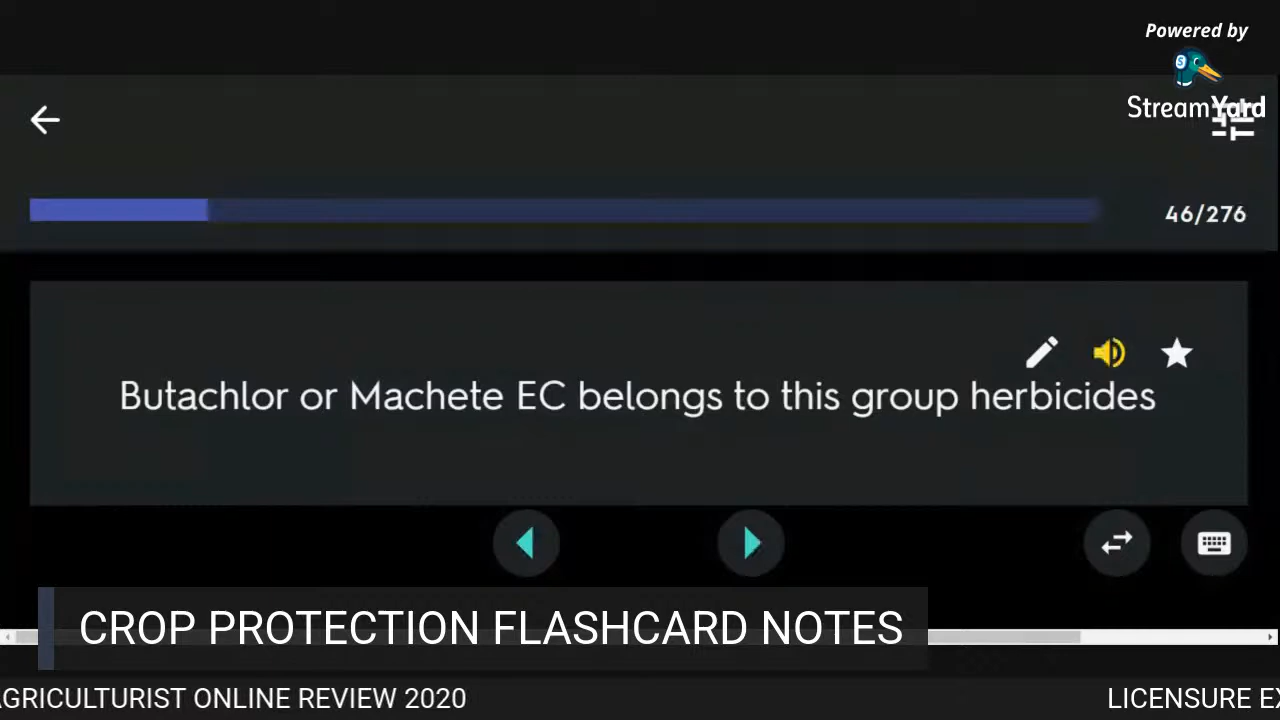 Powered by
StreamYard
46/276
Butachlor or Machete EC belongs to this group herbicides
CROP PROTECTION FLASHCARD NOTES
AGRICULTURIST ONLINE REVIEW 2020
LICENSURE EX